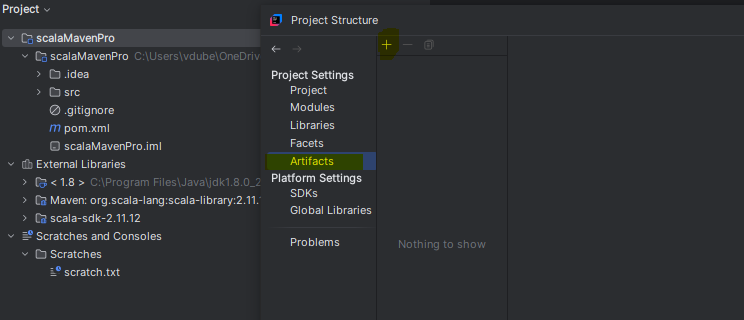 Project
scalaMavenPro
scalaMavenPro C:\Users\vdube\OneDriv
.idea
src
.gitignore
pom.xml
scalaMavenPro.iml
External Libraries
< 1.8 > C:\Program Files\Java\jdk1.8.0_2
Maven: org.scala-lang:scala-library:2.11.1
scala-sdk-2.11.12
Scratches and Consoles
Scratches
scratch.txt
Project Structure
Project Settings
Project
Modules
Libraries
Facets
Artifacts
Platform Settings
SDKs
Global Libraries
Problems
Nothing to show